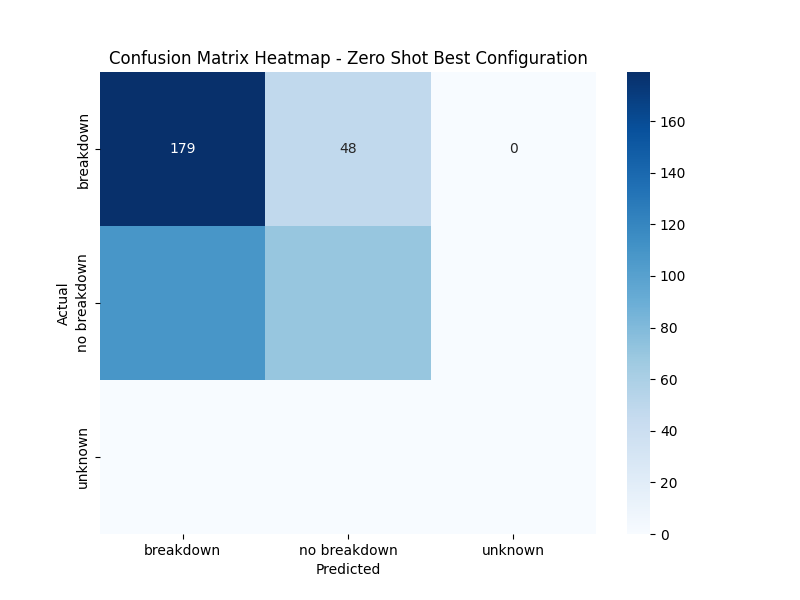 Confusion Matrix Heatmap - Zero Shot Best Configuration
breakdown
179
48
0
no breakdown
unknown
Actual
breakdown
no breakdown
unknown
Predicted
160
140
120
100
80
60
40
20
0